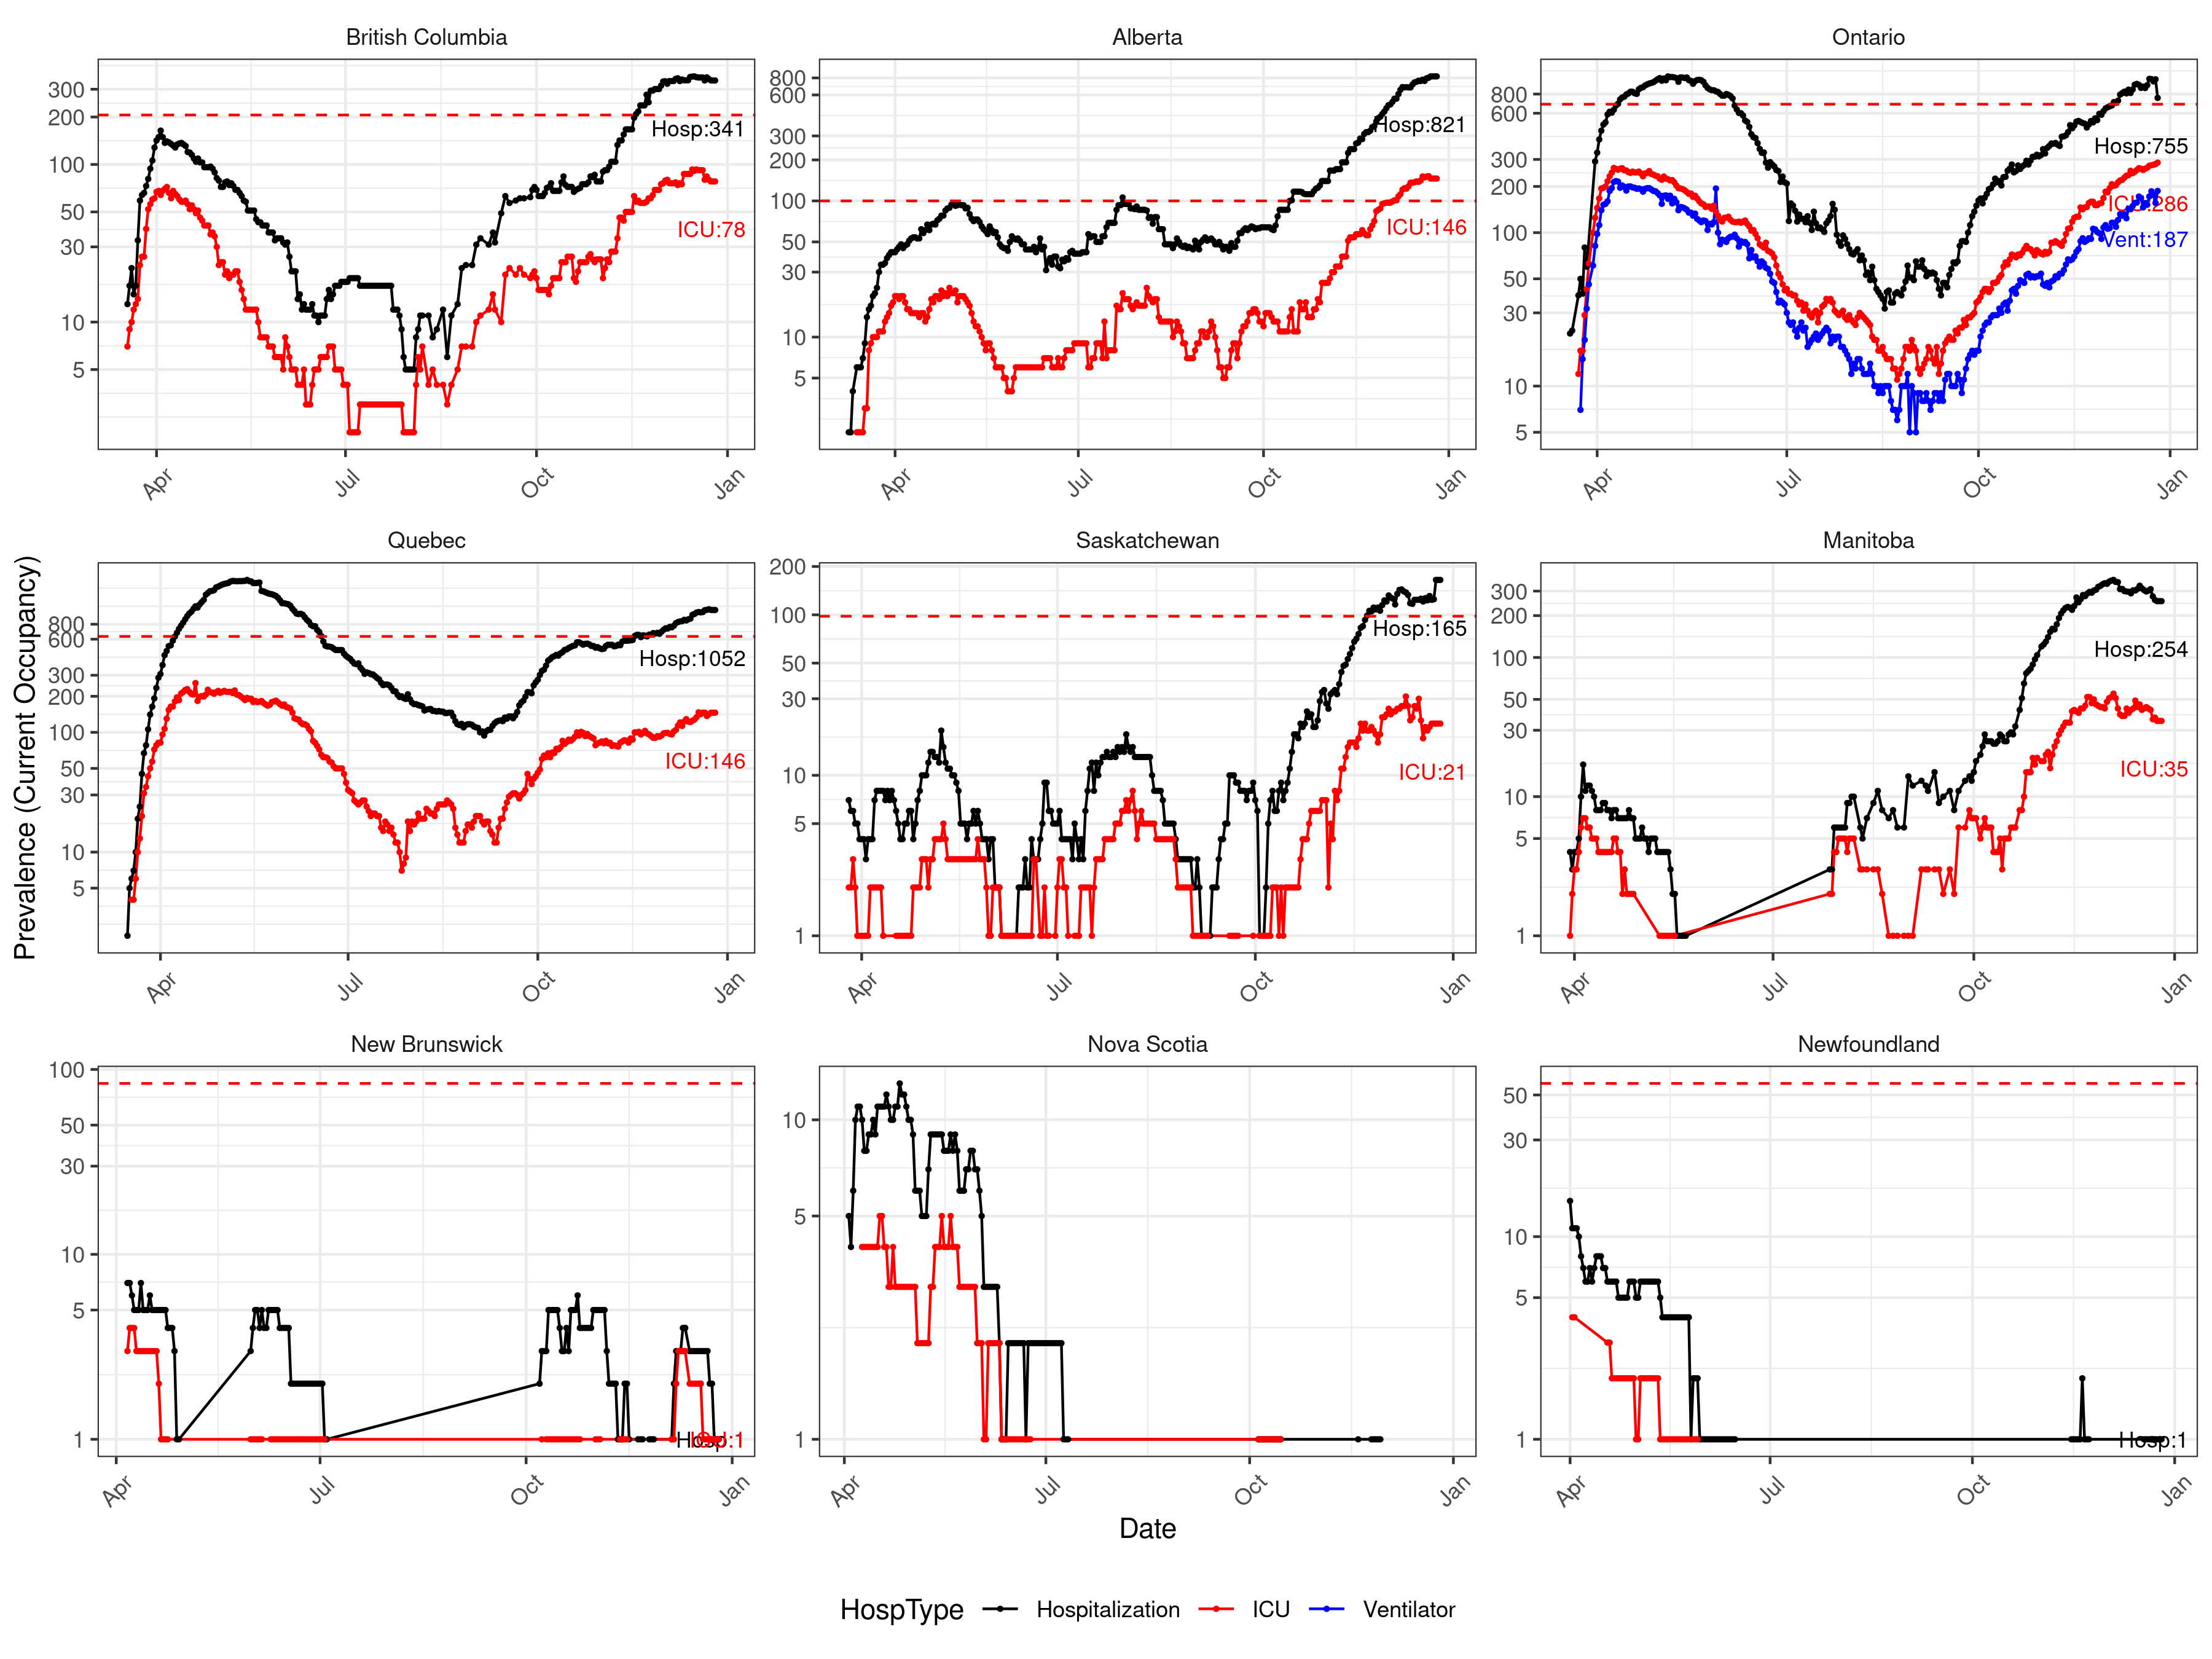 British Columbia
Alberta
Ontario
300
200
100
50
30
10
5
Hosp:341
ICU:78
Apr
Jul
Oct
Jan
800
600
300
200
100
50
30
10
5
Hosp:821
ICU:146
Apr
Jul
Oct
Jan
800
600
300
200
100
50
30
10
5
Hosp:755
ICU:286
Vent:187
Apr
Jul
Oct
Jan
Prevalence (Current Occupancy)
Quebec
Saskatchewan
Manitoba
800
600
300
200
100
50
30
10
5
Hosp:1052
ICU:146
Apr
Jul
Oct
Jan
200
100
50
30
10
5
1
Hosp:165
ICU:21
Apr
Jul
Oct
Jan
300
200
100
50
30
10
5
1
Hosp:254
ICU:35
Apr
Jul
Oct
Jan
New Brunswick
Nova Scotia
Newfoundland
100
50
30
10
5
1
ICU:1
Apr
Jul
Oct
Jan
10
5
1
Apr
Jul
Oct
Jan
50
30
10
5
1
Hosp:1
Apr
Jul
Oct
Jan
Date
HospType Hospitalization ICU Ventilator